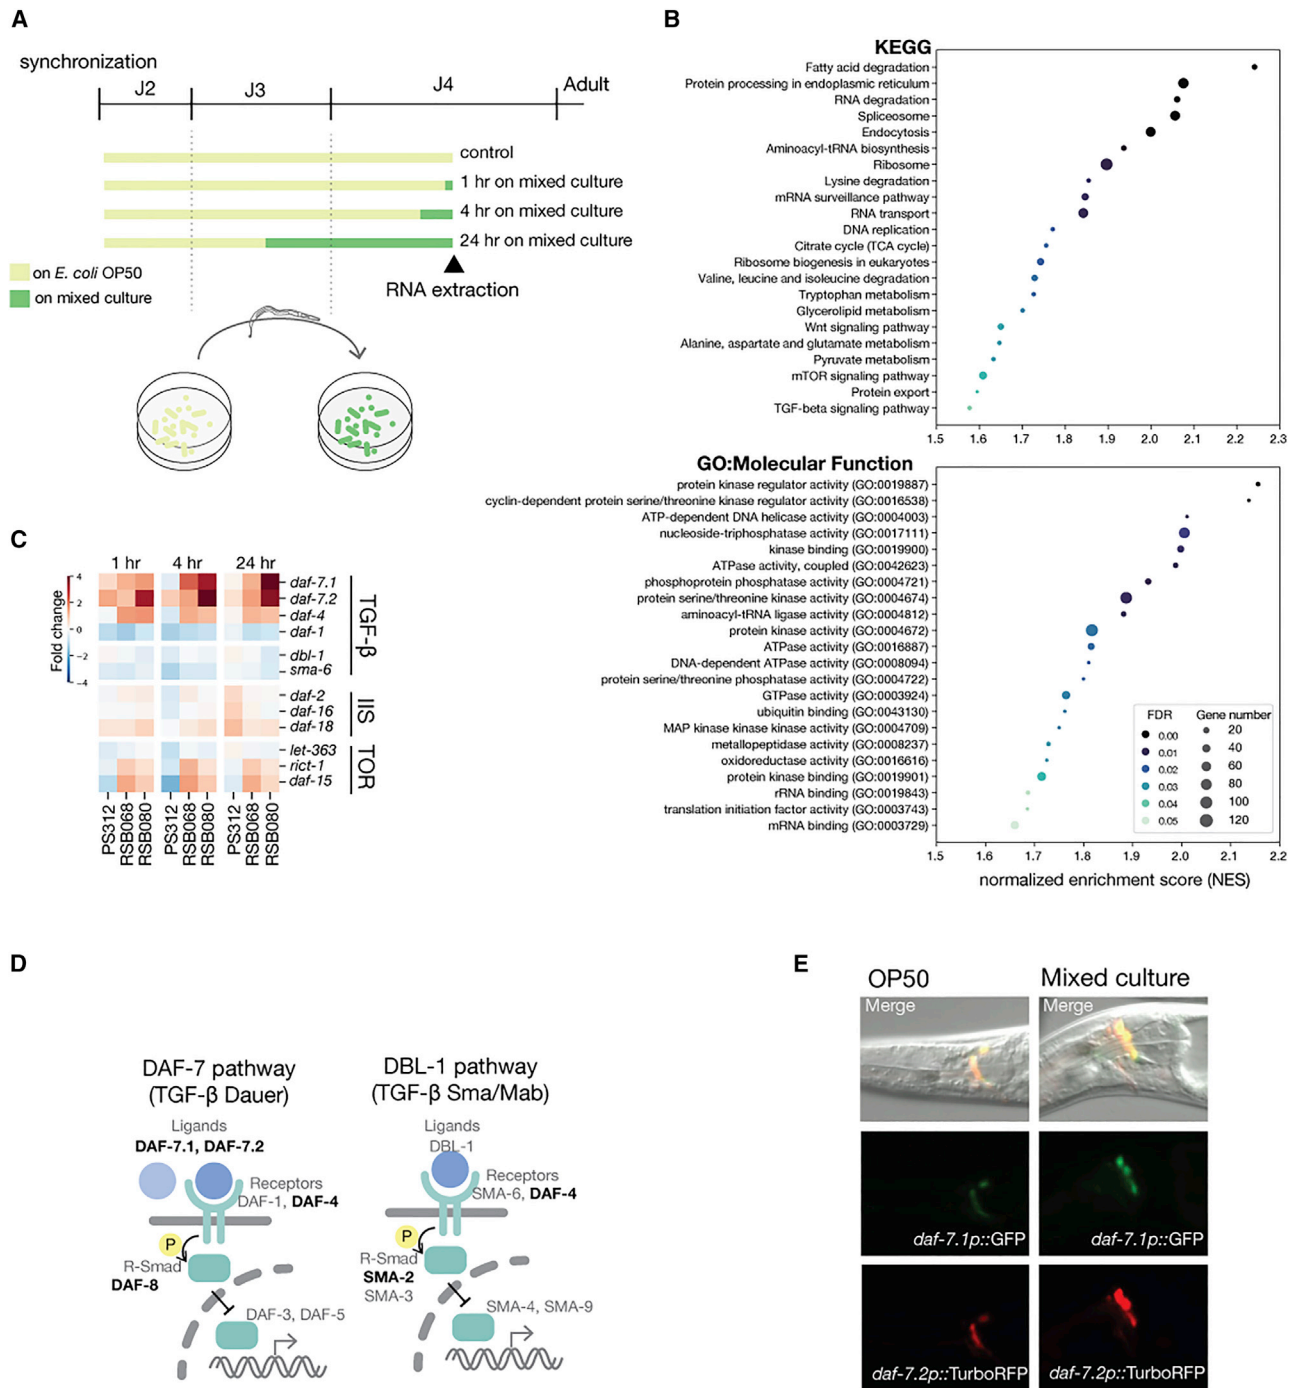 A
synchronization
J2
J3
J4
Adult
control
1 hr on mixed culture
4 hr on mixed culture
24 hr on mixed culture
on E. coli OP50
on mixed culture
RNA extraction
B
KEGG
Fatty acid degradation
Protein processing in endoplasmic reticulum
RNA degradation
Spliceosome
Endocytosis
Aminoacyl-tRNA biosynthesis
Ribosome
Lysine degradation
mRNA surveillance pathway
RNA transport
DNA replication
Citrate cycle (TCA cycle)
Ribosome biogenesis in eukaryotes
Valine, leucine and isoleucine degradation
Tryptophan metabolism
Glycerolipid metabolism
Wnt signaling pathway
Alanine, aspartate and glutamate metabolism
Pyruvate metabolism
mTOR signaling pathway
Protein export
TGF-beta signaling pathway
1.5 1.6 1.7 1.8 1.9 2.0 2.1 2.2 2.3
GO:Molecular Function
protein kinase regulator activity (GO:0019887)
cyclin-dependent protein serine/threonine kinase regulator activity (GO:0016538)
ATP-dependent DNA helicase activity (GO:0004003)
nucleoside-triphosphatase activity (GO:0017111)
kinase binding (GO:0019900)
ATPase activity, coupled (GO:0042623)
phosphoprotein phosphatase activity (GO:0004721)
protein serine/threonine kinase activity (GO:0004674)
aminoacyl-tRNA ligase activity (GO:0004812)
protein kinase activity (GO:0004672)
ATPase activity (GO:0016887)
DNA-dependent ATPase activity (GO:0008094)
protein serine/threonine phosphatase activity (GO:0004722)
GTPase activity (GO:0003924)
ubiquitin binding (GO:0043130)
MAP kinase kinase kinase activity (GO:0004709)
metallopeptidase activity (GO:0008237)
oxidoreductase activity (GO:0016616)
protein kinase binding (GO:0019901)
rRNA binding (GO:0019843)
translation initiation factor activity (GO:0003743)
mRNA binding (GO:0003729)
FDR
0.00
0.01
0.02
0.03
0.04
0.05
Gene number
20
40
60
80
100
120
1.5 1.6 1.7 1.8 1.9 2.0 2.1 2.2
normalized enrichment score (NES)
C
1 hr
4 hr
24 hr
Fold change
4
2
0
−2
−4
daf-7.1
daf-7.2
daf-4
daf-1
dbl-1
sma-6
daf-2
daf-16
daf-18
let-363
rict-1
daf-15
TGF-β
IIS
TOR
PS312
RSB068
RSB080
PS312
RSB068
RSB080
PS312
RSB068
RSB080
D
DAF-7 pathway
(TGF-β Dauer)
Ligands
DAF-7.1, DAF-7.2
Receptors
DAF-1, DAF-4
P
R-Smad
DAF-8
DAF-3, DAF-5
DBL-1 pathway
(TGF-β Sma/Mab)
Ligands
DBL-1
Receptors
SMA-6, DAF-4
P
R-Smad
SMA-2
SMA-3
SMA-4, SMA-9
E
OP50
Mixed culture
Merge
Merge
daf-7.1p::GFP
daf-7.1p::GFP
daf-7.2p::TurboRFP
daf-7.2p::TurboRFP